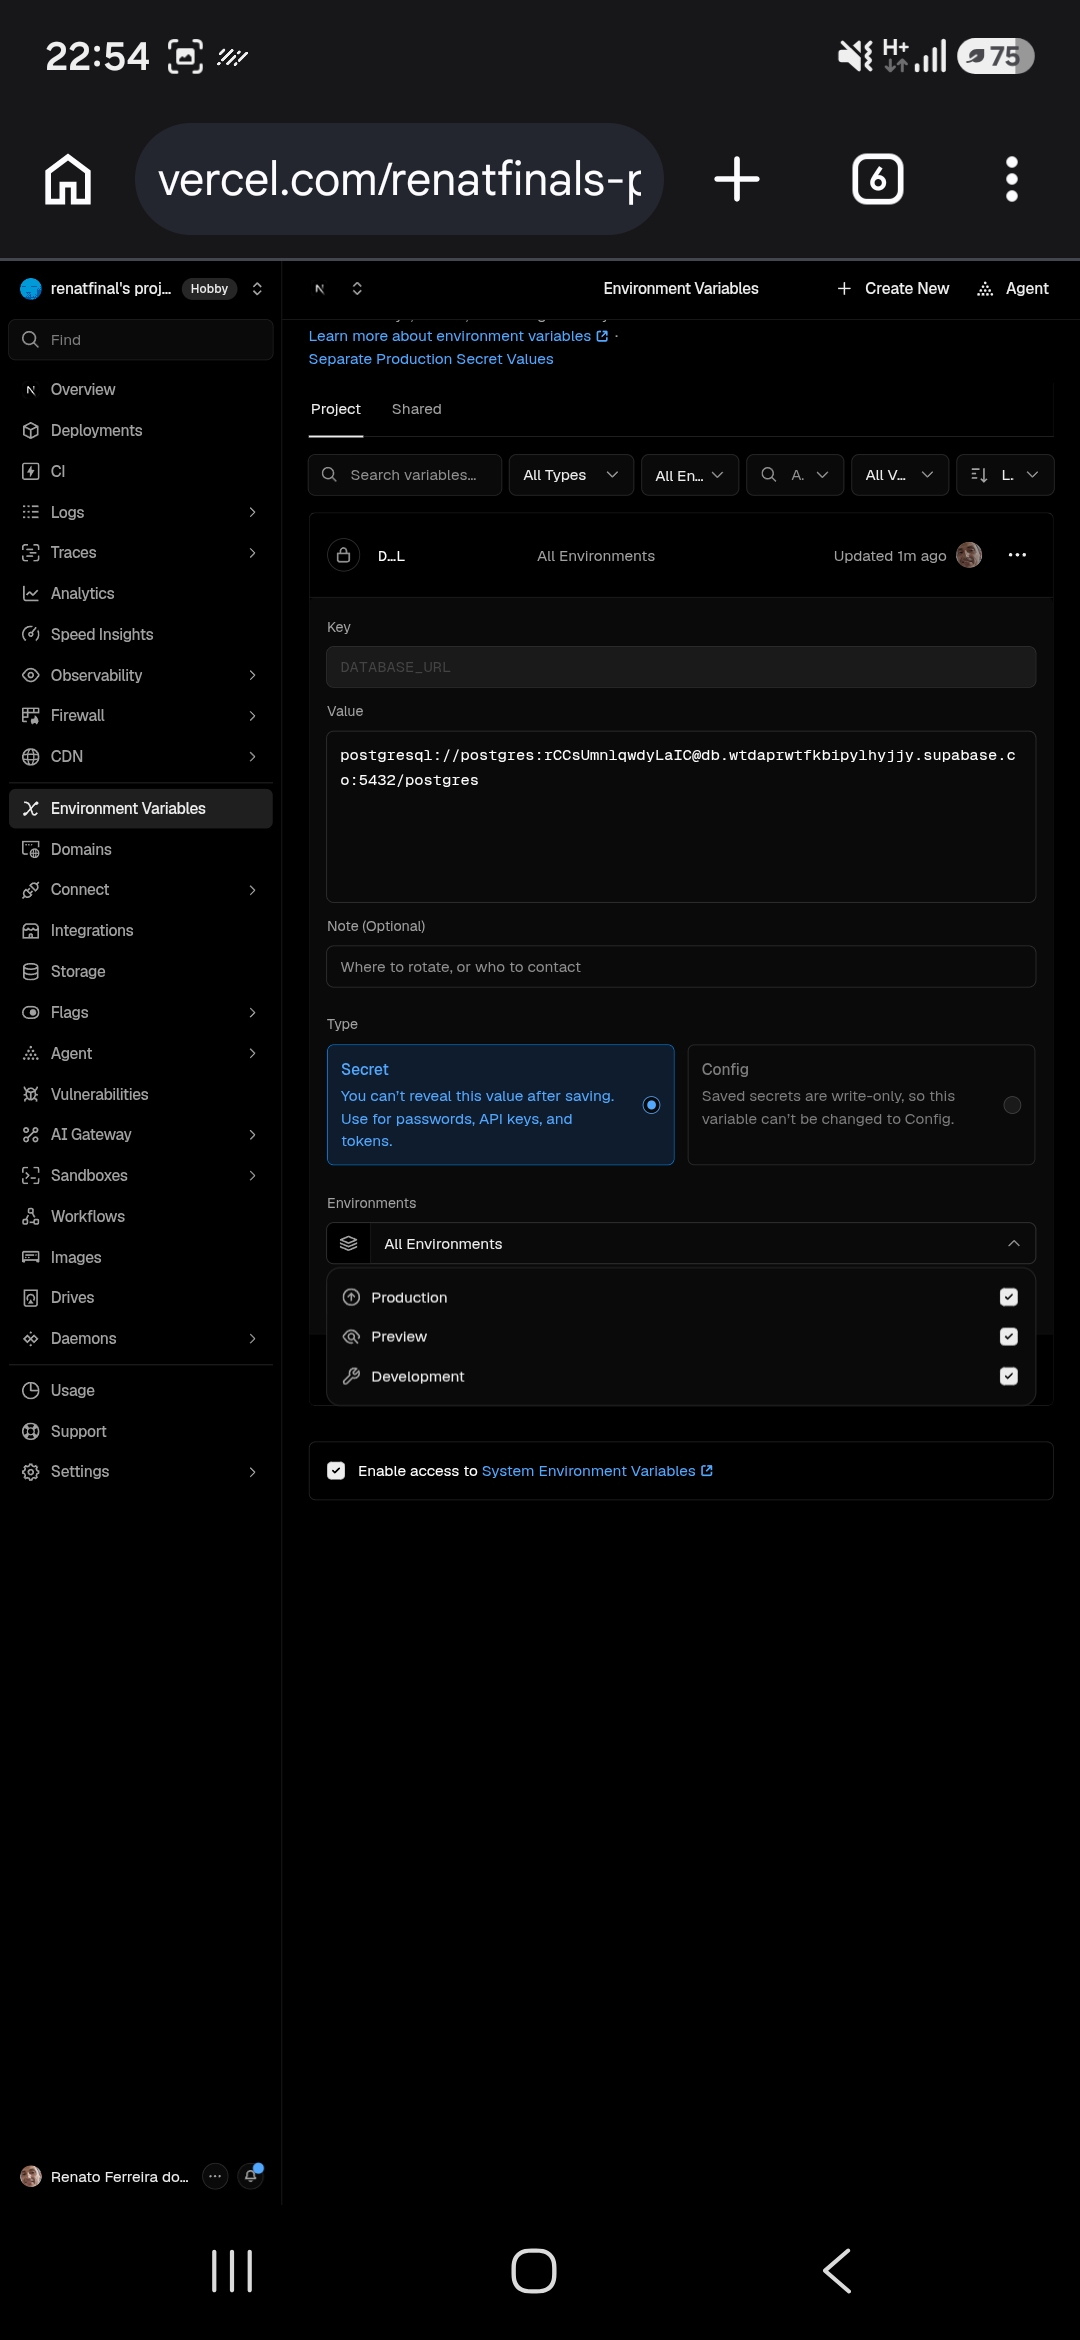 22:54
H+
75
vercel.com/renatfinals-p
6
renatfinal's proj...
Hobby
Environment Variables
Create New
Agent
Find
Learn more about environment variables ·
Separate Production Secret Values
Overview
Deployments
CI
Logs
Traces
Analytics
Speed Insights
Observability
Firewall
CDN
Environment Variables
Domains
Connect
Integrations
Storage
Flags
Agent
Vulnerabilities
AI Gateway
Sandboxes
Workflows
Images
Drives
Daemons
Usage
Support
Settings
Renato Ferreira do...
Project
Shared
Search variables...
All Types
All En...
A.
All V...
L.
D...L
All Environments
Updated 1m ago
Key
DATABASE_URL
Value
postgresql://postgres:rCCsUmnlqwdyLaIC@db.wtdaprwtfkbipylhyjjy.supabase.c
o:5432/postgres
Note (Optional)
Where to rotate, or who to contact
Type
Secret
You can't reveal this value after saving.
Use for passwords, API keys, and
tokens.
Config
Saved secrets are write-only, so this
variable can't be changed to Config.
Environments
All Environments
Production
Preview
Development
Enable access to System Environment Variables